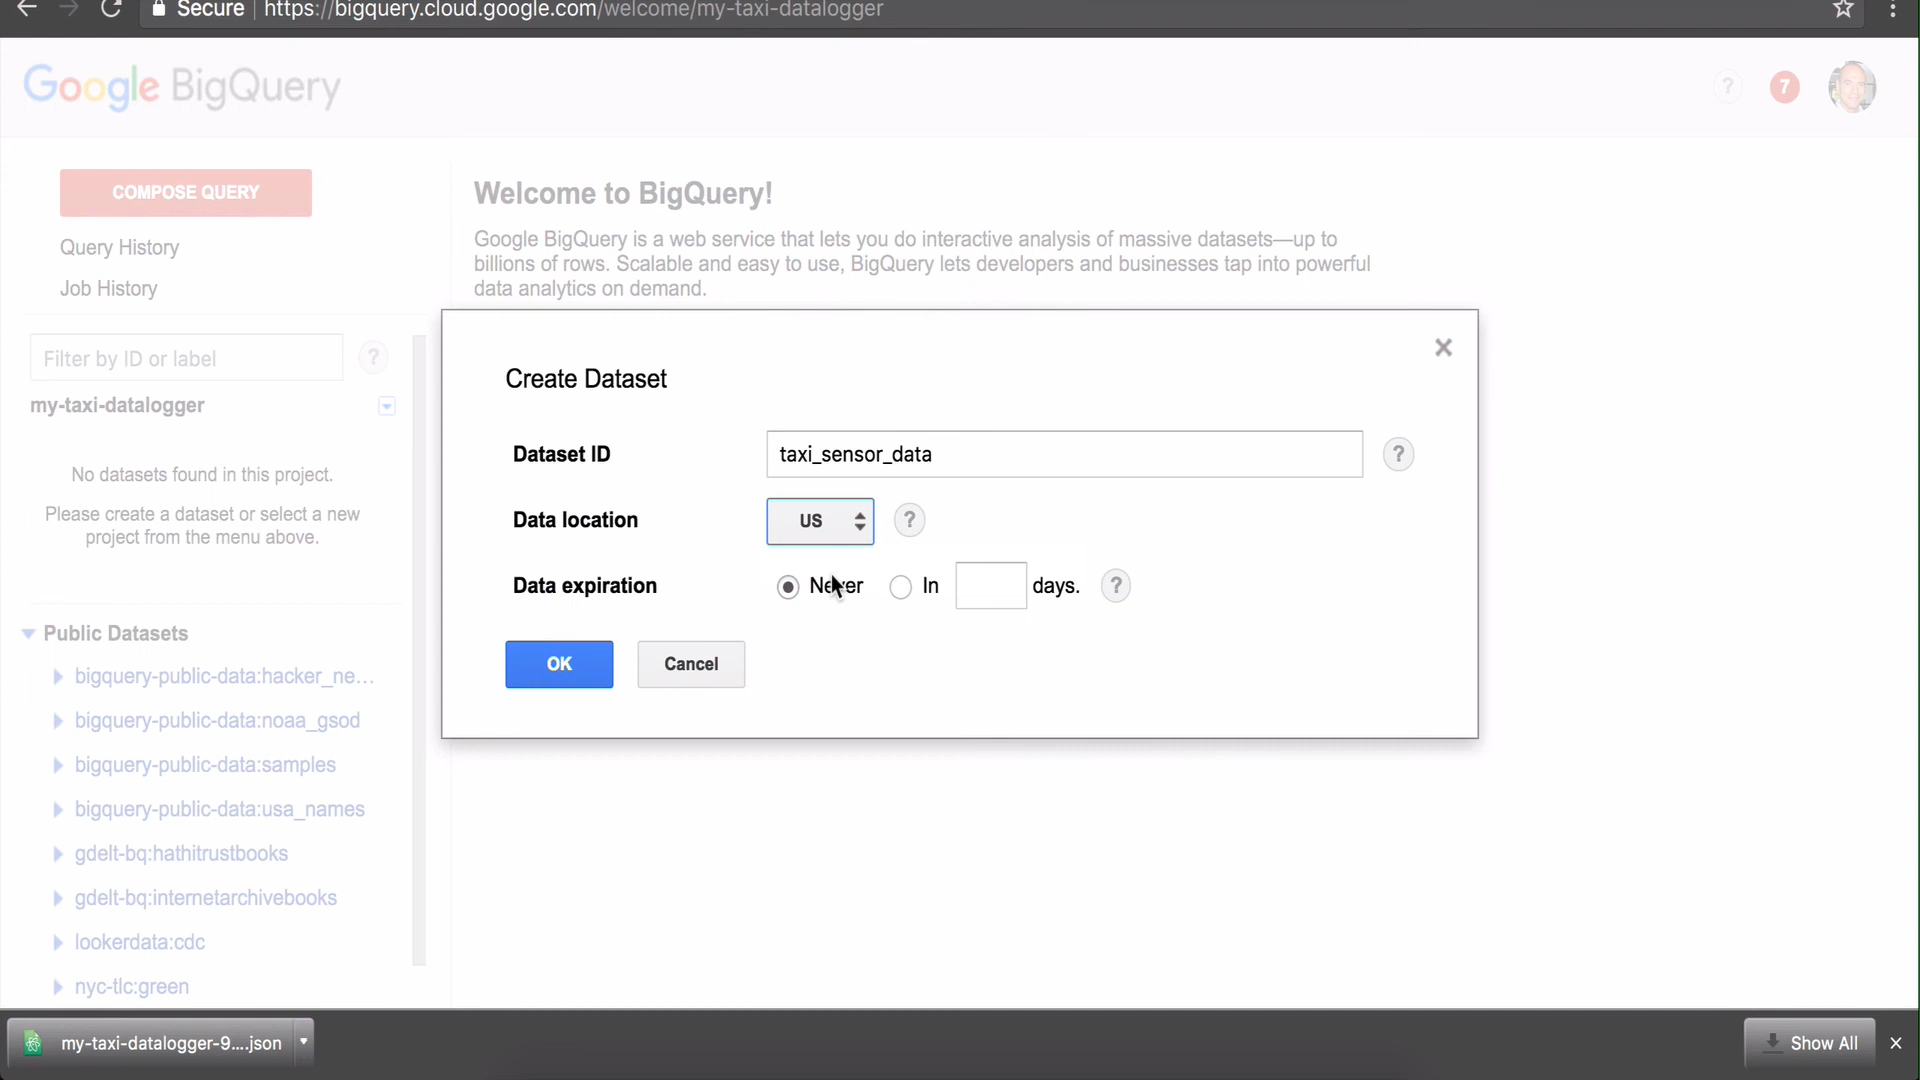 Secure https://bigquery.cloud.google.com/welcome/my-taxi-datalogger
Google BigQuery
? 7
COMPOSE QUERY
Query History
Job History
Filter by ID or label ?
my-taxi-datalogger
No datasets found in this project.
Please create a dataset or select a new
project from the menu above.
Public Datasets
bigquery-public-data:hacker_ne...
bigquery-public-data:noaa_gsod
bigquery-public-data:samples
bigquery-public-data:usa_names
gdelt-bq:hathitrustbooks
gdelt-bq:internetarchivebooks
lookerdata:cdc
nyc-tlc:green
Welcome to BigQuery!
Google BigQuery is a web service that lets you do interactive analysis of massive datasets—up to
billions of rows. Scalable and easy to use, BigQuery lets developers and businesses tap into powerful
data analytics on demand.
Create Dataset
Dataset ID taxi_sensor_data ?
Data location US ?
Data expiration Never In days. ?
OK Cancel
my-taxi-datalogger-9....json
Show All